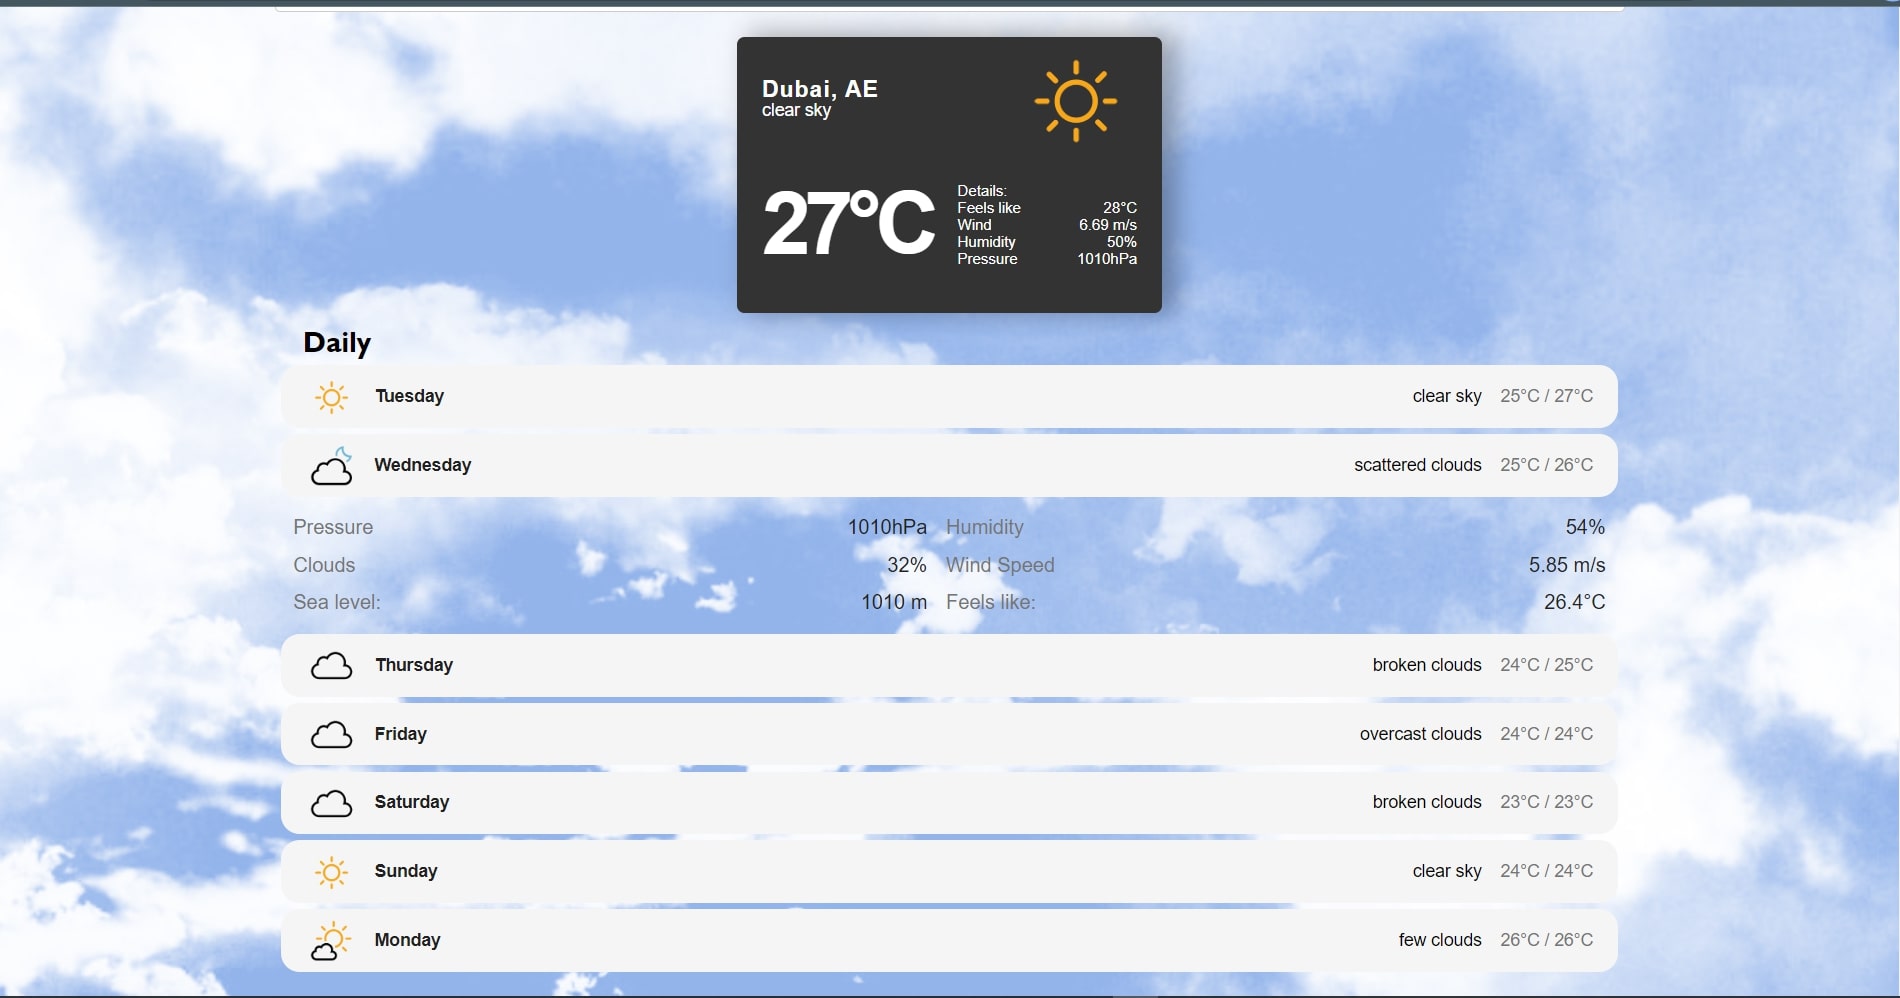 Dubai, AE
clear sky
27°C
Details:
Feels like 28°C
Wind 6.69 m/s
Humidity 50%
Pressure 1010hPa
Daily
Tuesday clear sky 25°C / 27°C
Wednesday scattered clouds 25°C / 26°C
Pressure 1010hPa Humidity 54%
Clouds 32% Wind Speed 5.85 m/s
Sea level: 1010 m Feels like: 26.4°C
Thursday broken clouds 24°C / 25°C
Friday overcast clouds 24°C / 24°C
Saturday broken clouds 23°C / 23°C
Sunday clear sky 24°C / 24°C
Monday few clouds 26°C / 26°C